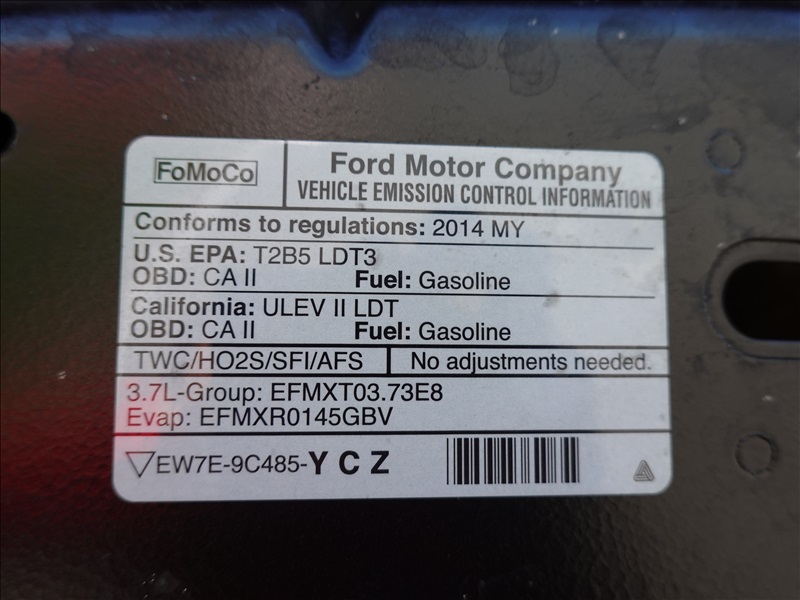 FoMoCo
Ford Motor Company
VEHICLE EMISSION CONTROL INFORMATION
Conforms to regulations: 2014 MY
U.S. EPA: T2B5 LDT3
OBD: CA II Fuel: Gasoline
California: ULEV II LDT
OBD: CA II Fuel: Gasoline
TWC/HO2S/SFI/AFS No adjustments needed.
3.7L-Group: EFMXT03.73E8
Evap: EFMXR0145GBV
▽EW7E-9C485-Y C Z